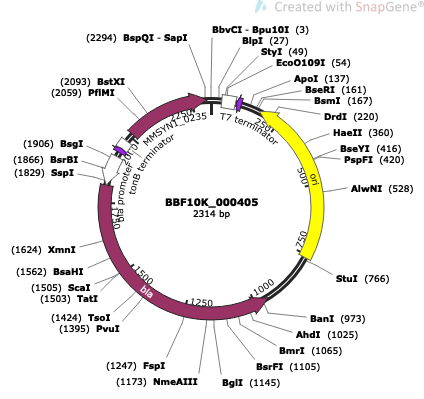 Created with SnapGene®
(2294) BspQI - SapI
BbvCI - Bpu10I (3)
BlpI (27)
StyI (49)
EcoO109I (54)
ApoI (137)
BseRI (161)
BsmI (167)
DrdI (220)
HaeII (360)
BseYI (416)
PspFI (420)
AlwNI (528)
StuI (766)
BanI (973)
AhdI (1025)
BmrI (1065)
BsrFI (1105)
BglI (1145)
(1173) NmeAIII
(1247) FspI
(1395) PvuI
(1424) TsoI
(1503) TatI
(1505) ScaI
(1562) BsaHI
(1624) XmnI
(1829) SspI
(1866) BsrBI
(1906) BsgI
(2059) PflMI
(2093) BstXI
MMSYN1_0235
T7 terminator
tonB terminator
bla promoter
ori
bla
250
500
750
1000
1250
1500
1750
2250
BBF10K_000405
2314 bp